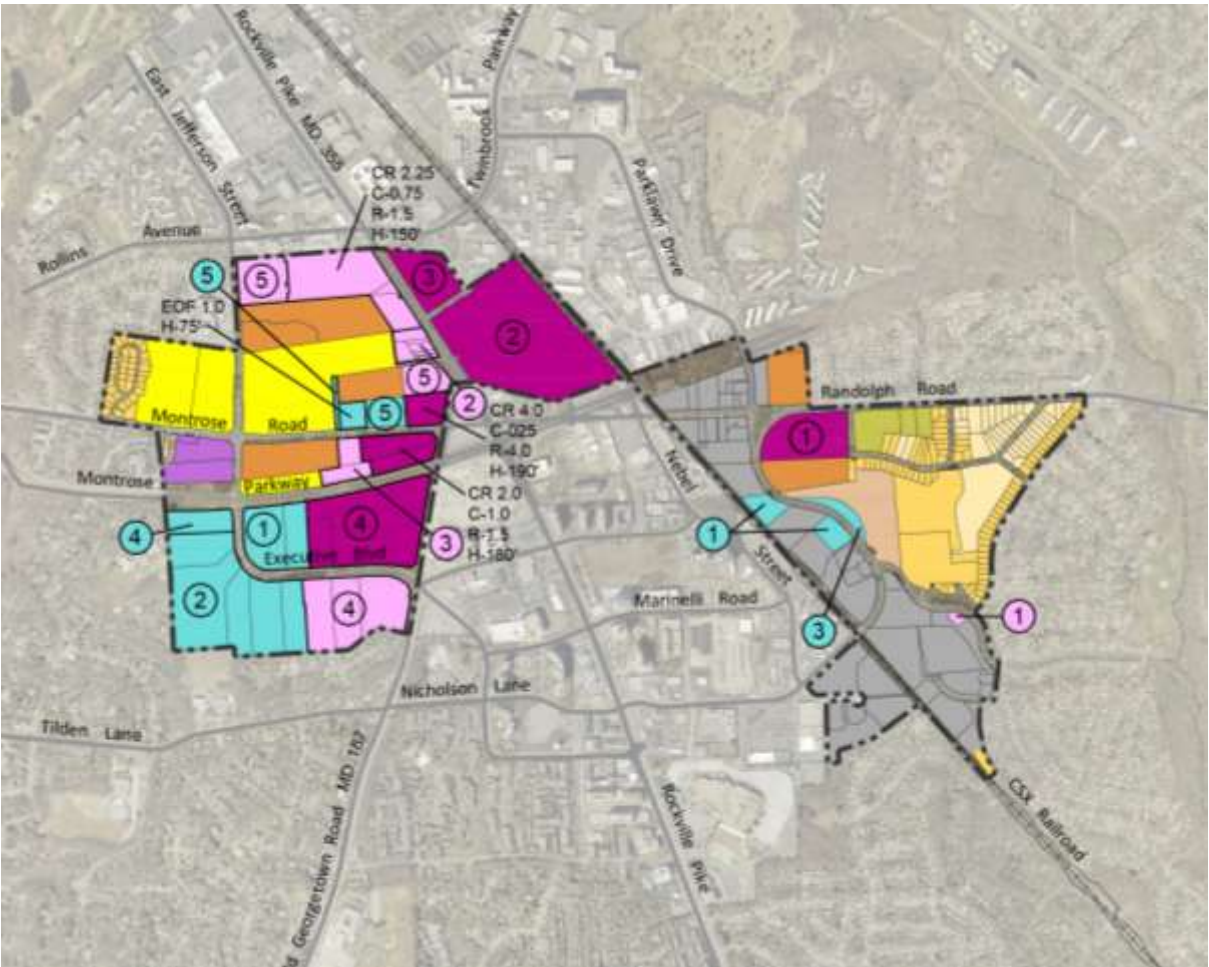 Rockville Pike MD 355
Parkway
Twinbrook
East Jefferson Street
CR 2.25
C-0.75
R-1.5
H-150'
Parklawn Drive
Avenue
Rollins
5
5
3
EOF 1.0
H-75'
2
5
5
2
CR 4.0
C-025
R-4.0
H-190'
Randolph Road
Montrose Road
1
Montrose Parkway
Nebel Street
CR 2.0
C-1.0
R-1.5
H-180'
4
1
4
3
Executive Blvd
1
2
4
3
1
Marinelli Road
Nicholson Lane
Tilden Lane
Georgetown Road MD 187
Rockville Pike
CSX Railroad